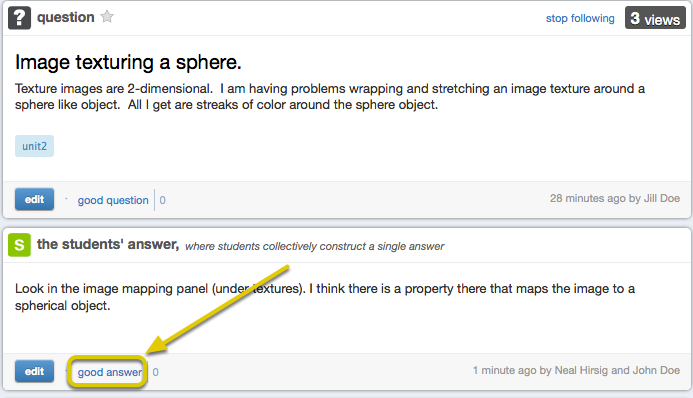 ? question stop following 3 views
Image texturing a sphere.
Texture images are 2-dimensional.  I am having problems wrapping and stretching an image texture around a
sphere like object.  All I get are streaks of color around the sphere object.
unit2
edit · good question 0 28 minutes ago by Jill Doe
S the students' answer, where students collectively construct a single answer
Look in the image mapping panel (under textures). I think there is a property there that maps the image to a
spherical object.
edit · good answer 0 1 minute ago by Neal Hirsig and John Doe